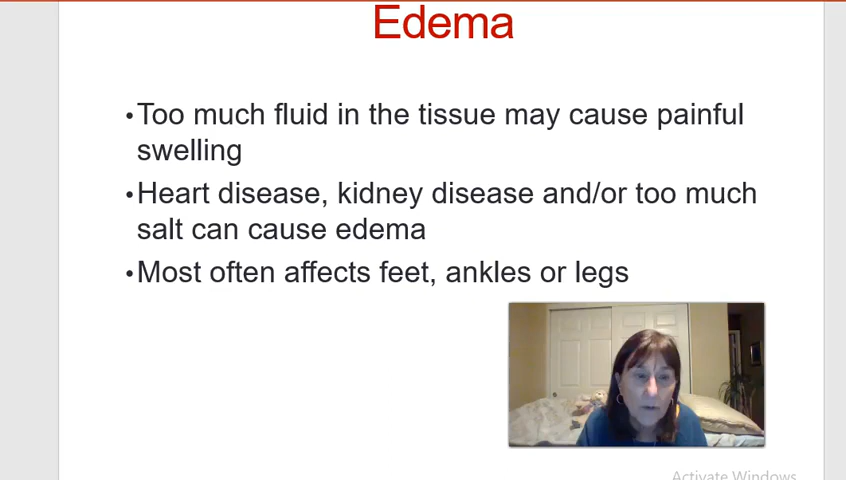 Edema
•Too much fluid in the tissue may cause painful
swelling
•Heart disease, kidney disease and/or too much
salt can cause edema
•Most often affects feet, ankles or legs
Activate Windows